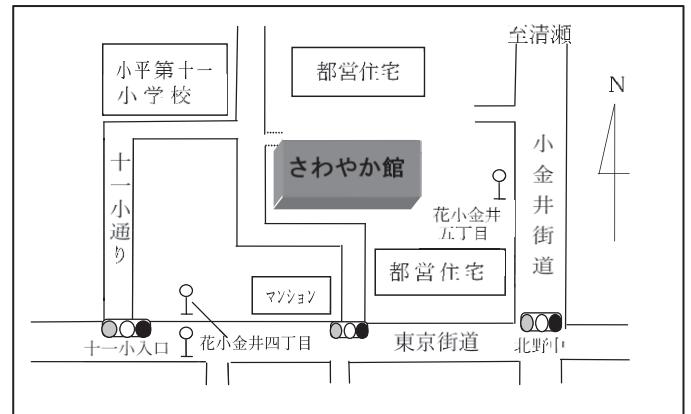 至清瀬
小平第十一
小学校
都営住宅
N
さわやか館
十一小通り
小金井街道
花小金井
五丁目
都営住宅
マンション
十一小入口
花小金井四丁目
東京街道
北野中